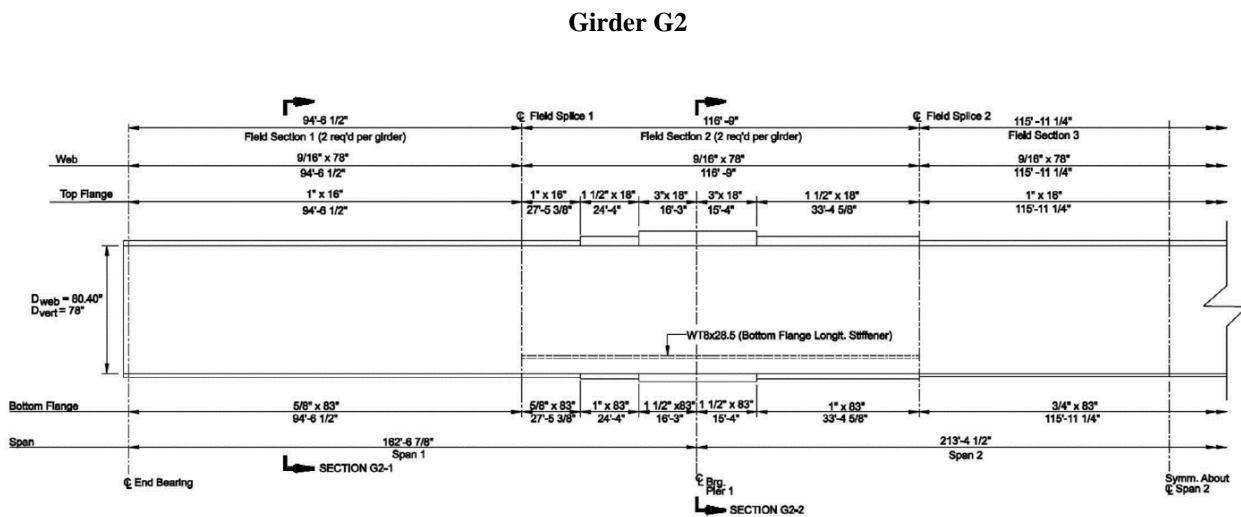 Girder G2
94'-6 1/2"
℄ Field Splice 1
116' -9"
℄ Field Splice 2
115' -11 1/4"
Field Section 1 (2 req'd per girder)
Field Section 2 (2 req'd per girder)
Field Section 3
Web
9/16" x 78"
9/16" x 78"
9/16" x 78"
94'-6 1/2"
116' -9"
115' -11 1/4"
Top Flange
1" x 16"
1" x 16"
1 1/2" x 18"
3"x 18"
3"x 18"
1 1/2" x 18"
1" x 16"
94'-6 1/2"
27'-5 3/8"
24'-4"
16'-3"
15'-4"
33'-4 5/8"
115'-11 1/4"
Dweb = 80.40"
Dvert = 78"
WT8x28.5 (Bottom Flange Longit. Stiffener)
Bottom Flange
5/8" x 83"
5/8" x 83"
1" x 83"
1 1/2" x83"
1 1/2" x 83"
1" x 83"
3/4" x 83"
94'-6 1/2"
27'-5 3/8"
24'-4"
16'-3"
15'-4"
33'-4 5/8"
115'-11 1/4"
Span
162'-6 7/8"
213'-4 1/2"
Span 1
Span 2
SECTION G2-1
℄ End Bearing
℄ Brg.
Pier 1
SECTION G2-2
Symm. About
℄ Span 2